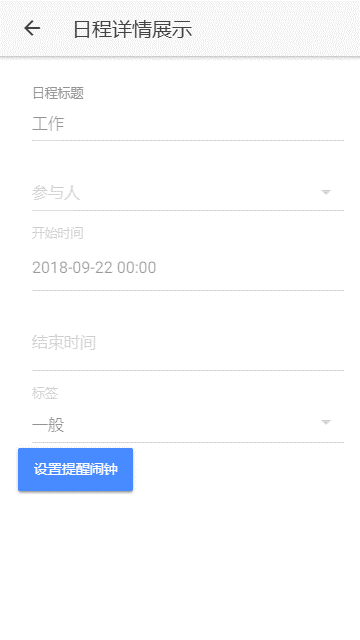 日程详情展示
日程标题
工作
参与人
开始时间
2018-09-22 00:00
结束时间
标签
一般
设置提醒闹钟